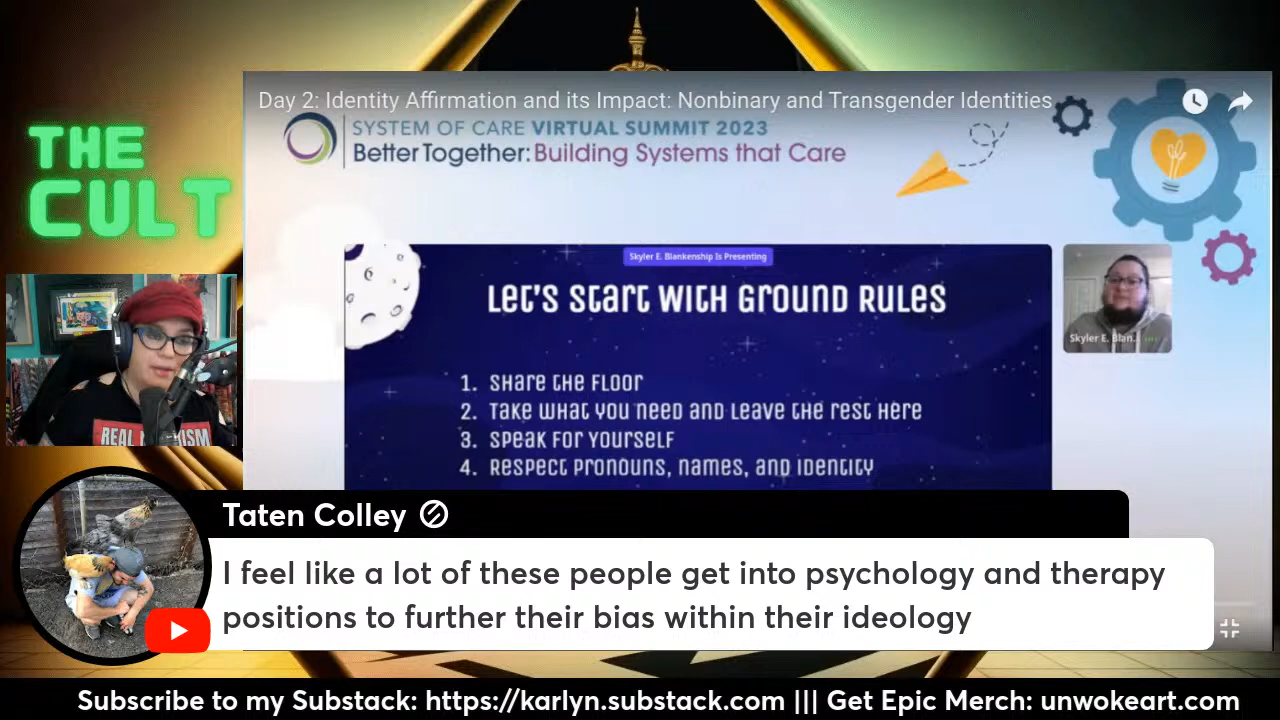 THE
CULT
Day 2: Identity Affirmation and its Impact: Nonbinary and Transgender Identities
SYSTEM OF CARE VIRTUAL SUMMIT 2023
Better Together: Building Systems that Care
Skyler E. Blankenship Is Presenting
Let's Start With Ground Rules
1. Share the Floor
2. Take what you need and leave the rest here
3. Speak for yourself
4. Respect pronouns, names, and identity
Skyler E. Blan...
REAL
Taten Colley
I feel like a lot of these people get into psychology and therapy
positions to further their bias within their ideology
Subscribe to my Substack: https://karlyn.substack.com ||| Get Epic Merch: unwokeart.com